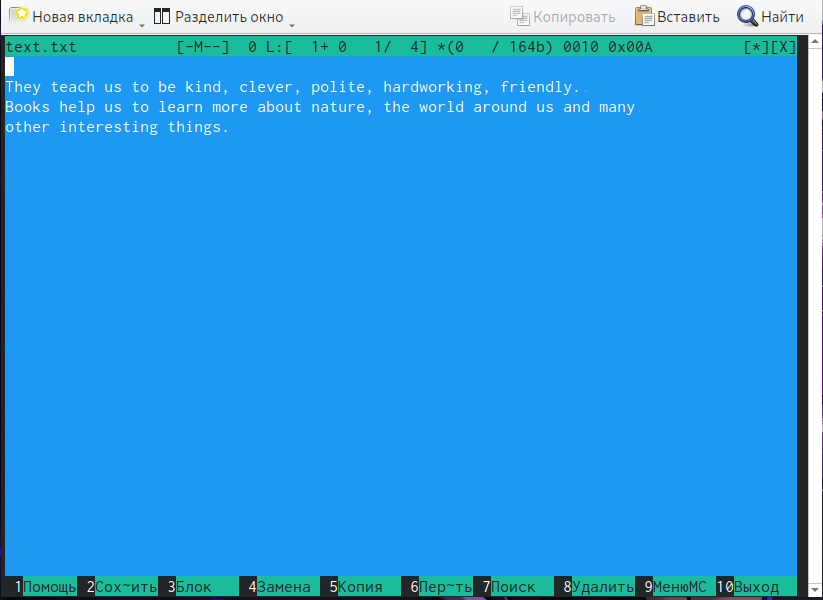 Новая вкладка Разделить окно Копировать Вставить Найти
text.txt [-M--] 0 L:[ 1+ 0 1/ 4] *(0 / 164b) 0010 0x00A [*][X]
They teach us to be kind, clever, polite, hardworking, friendly.
Books help us to learn more about nature, the world around us and many
other interesting things.
1Помощь 2Сох~ить 3Блок 4Замена 5Копия 6Пер~ть 7Поиск 8Удалить 9МенюMC 10Выход